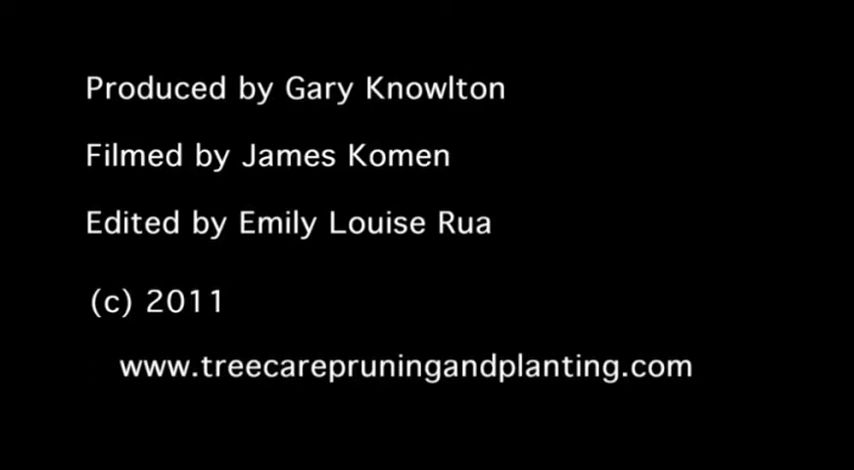 Produced by Gary Knowlton
Filmed by James Komen
Edited by Emily Louise Rua
(c) 2011
www.treecarepruningandplanting.com